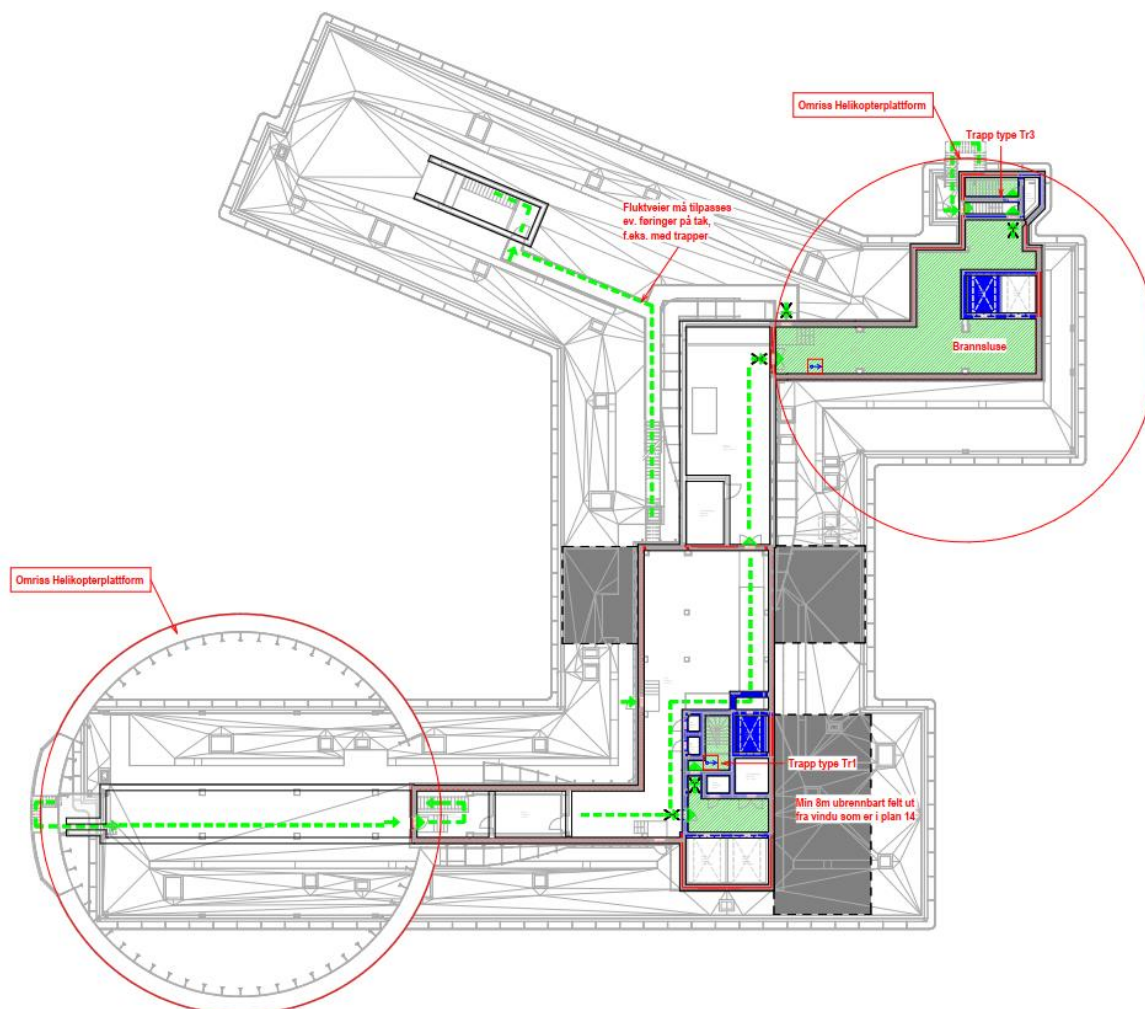 Omriss Helikopterplattform
Trapp type Tr3
Fluktveier må tilpasses
ev. føringer på tak,
f.eks. med trapper
Brannsluse
Omriss Helikopterplattform
Trapp type Tr1
Min 8m ubrennbart felt ut
fra vindu som er i plan 14